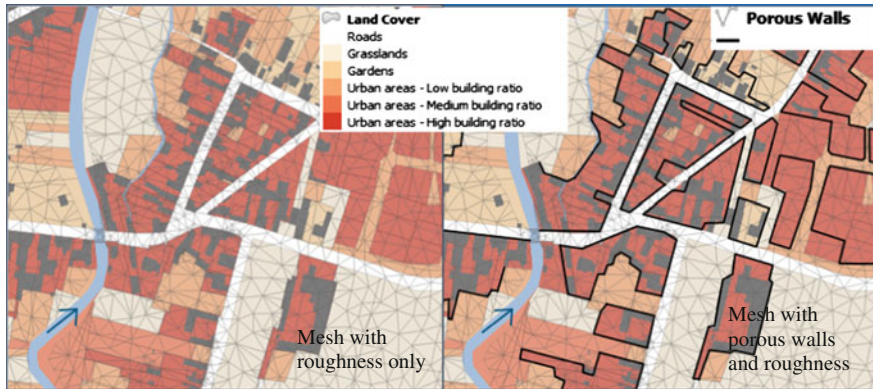 Land Cover
Roads
Grasslands
Gardens
Urban areas - Low building ratio
Urban areas - Medium building ratio
Urban areas - High building ratio
Porous Walls
Mesh with
roughness only
Mesh with
porous walls
and roughness